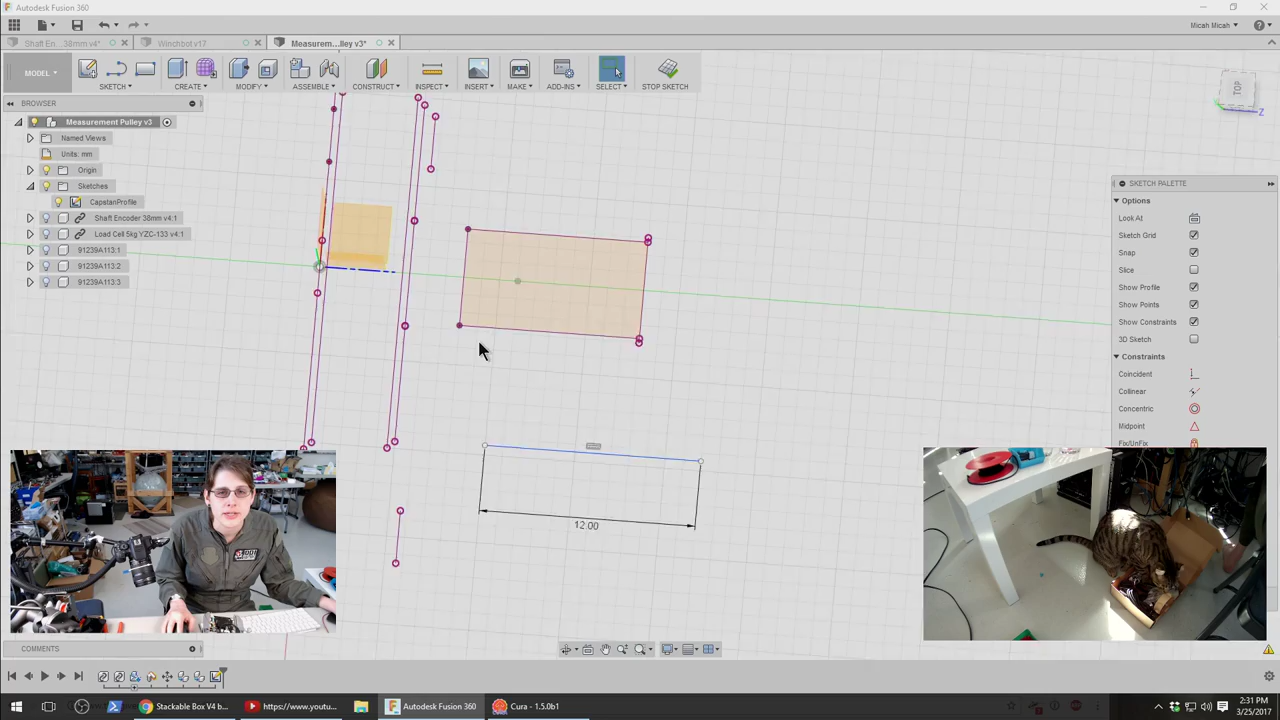 Autodesk Fusion 360
Micah Micah
Shaft En...38mm v4*
Winchbot v17
Measurem...lley v3*
MODEL
SKETCH
CREATE
MODIFY
ASSEMBLE
CONSTRUCT
INSPECT
INSERT
MAKE
ADD-INS
SELECT
STOP SKETCH
TOP
Z
BROWSER
Measurement Pulley v3
Named Views
Units: mm
Origin
Sketches
CapstanProfile
Shaft Encoder 38mm v4:1
Load Cell 5kg YZC-133 v4:1
91239A113:1
91239A113:2
91239A113:3
SKETCH PALETTE
Options
Look At
Sketch Grid
Snap
Slice
Show Profile
Show Points
Show Constraints
3D Sketch
Constraints
Coincident
Collinear
Concentric
Midpoint
Fix/UnFix
12.00
COMMENTS
Stackable Box V4 b...
https://www.youtu...
Autodesk Fusion 360
Cura - 1.5.0b1
2:31 PM
3/25/2017